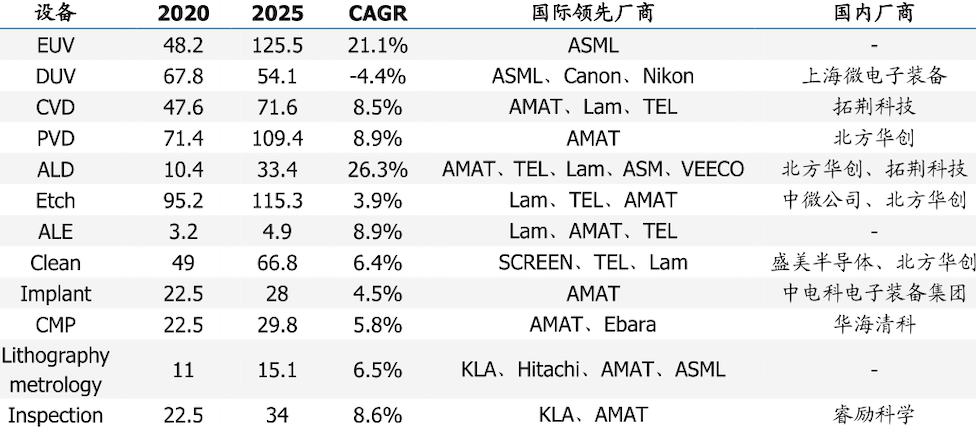 设备 2020 2025 CAGR 国际领先厂商 国内厂商
EUV 48.2 125.5 21.1% ASML -
DUV 67.8 54.1 -4.4% ASML、Canon、Nikon 上海微电子装备
CVD 47.6 71.6 8.5% AMAT、Lam、TEL 拓荆科技
PVD 71.4 109.4 8.9% AMAT 北方华创
ALD 10.4 33.4 26.3% AMAT、TEL、Lam、ASM、VEECO 北方华创、拓荆科技
Etch 95.2 115.3 3.9% Lam、TEL、AMAT 中微公司、北方华创
ALE 3.2 4.9 8.9% Lam、AMAT、TEL -
Clean 49 66.8 6.4% SCREEN、TEL、Lam 盛美半导体、北方华创
Implant 22.5 28 4.5% AMAT 中电科电子装备集团
CMP 22.5 29.8 5.8% AMAT、Ebara 华海清科
Lithography
metrology 11 15.1 6.5% KLA、Hitachi、AMAT、ASML -
Inspection 22.5 34 8.6% KLA、AMAT 睿励科学